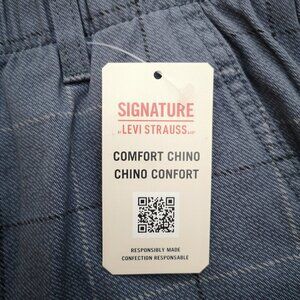 SIGNATURE
BY LEVI STRAUSS & CO.
COMFORT CHINO
CHINO CONFORT
RESPONSIBLY MADE
CONFECTION RESPONSABLE